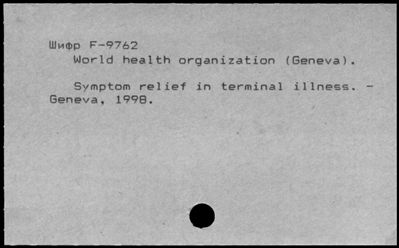 Шифр F-9762
World health organization (Geneva).
Symptom relief in terminal illness. -
Geneva, 1998.